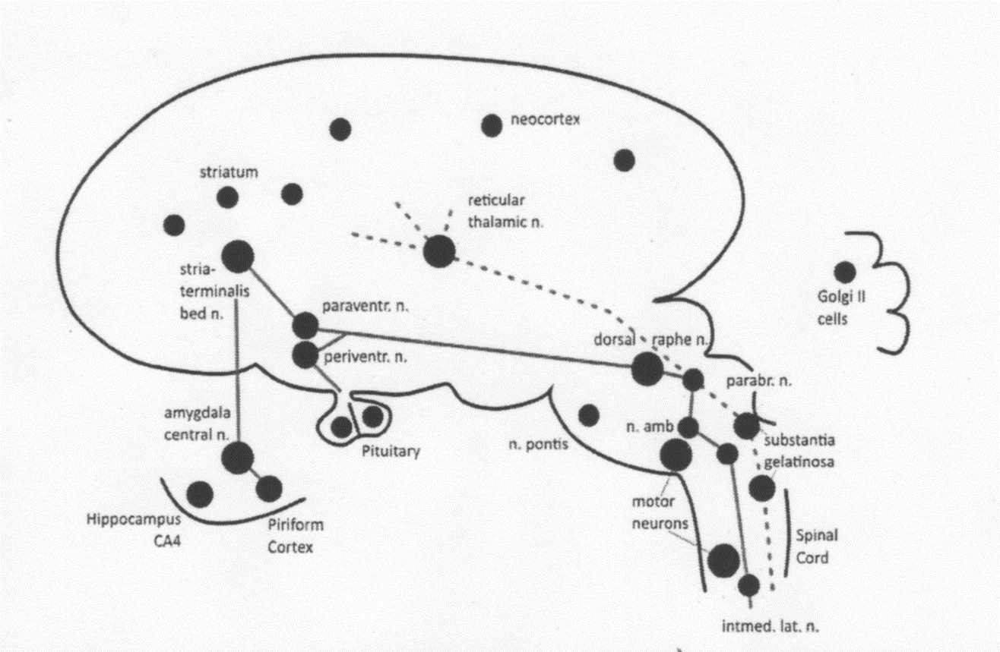 neocortex
striatum
reticular
thalamic n.
stria-
terminalis
bed n.
paraventr. n.
periventr. n.
Golgi II
cells
dorsal raphe n.
parabr. n.
amygdala
central n.
Pituitary
n. pontis
n. amb
substantia
gelatinosa
motor
neurons
Hippocampus
CA4
Piriform
Cortex
Spinal
Cord
intmed. lat. n.